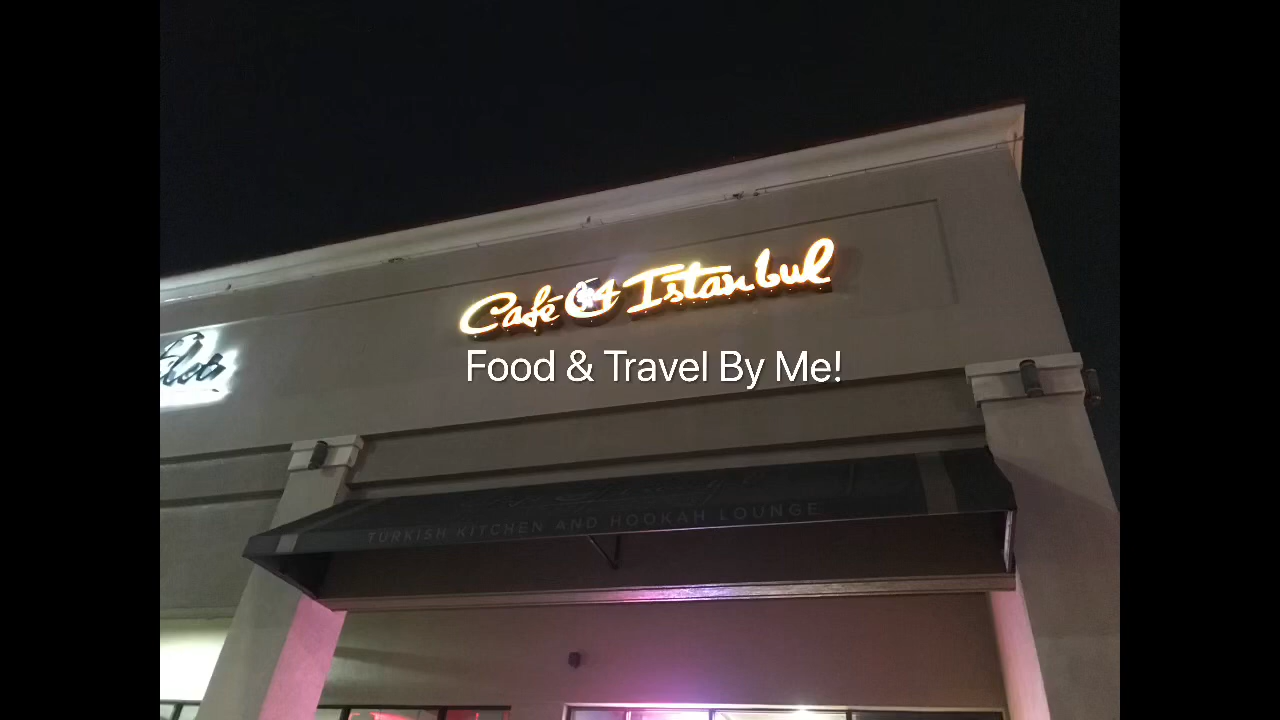 Café Istanbul
Food & Travel By Me!
TURKISH KITCHEN AND HOOKAH LOUNGE